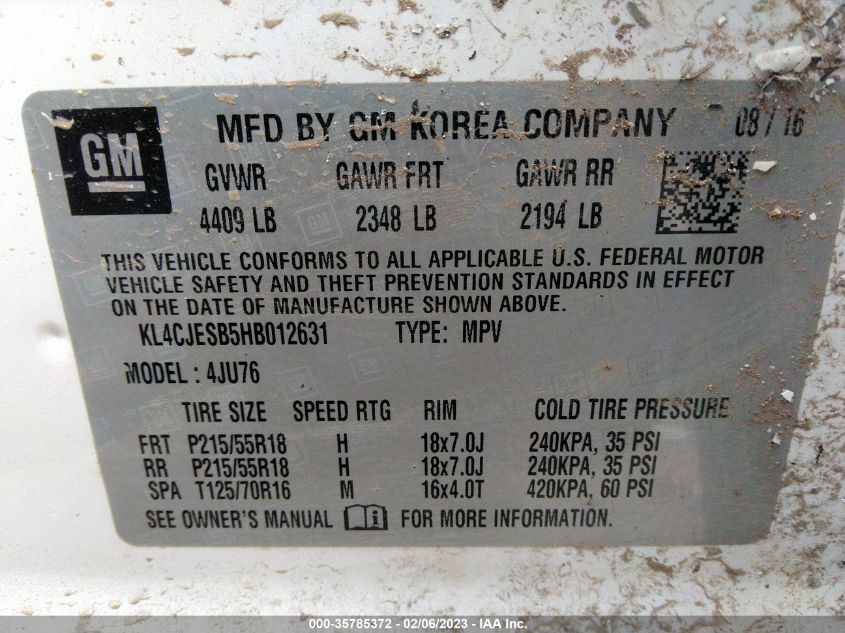 GM MFD BY GM KOREA COMPANY 08 / 16
GVWR GAWR FRT GAWR RR
4409 LB 2348 LB 2194 LB
THIS VEHICLE CONFORMS TO ALL APPLICABLE U.S. FEDERAL MOTOR
VEHICLE SAFETY AND THEFT PREVENTION STANDARDS IN EFFECT
ON THE DATE OF MANUFACTURE SHOWN ABOVE.
KL4CJESB5HB012631 TYPE: MPV
MODEL : 4JU76
TIRE SIZE SPEED RTG RIM COLD TIRE PRESSURE
FRT P215/55R18 H 18x7.0J 240KPA, 35 PSI
RR P215/55R18 H 18x7.0J 240KPA, 35 PSI
SPA T125/70R16 M 16x4.0T 420KPA, 60 PSI
SEE OWNER'S MANUAL i FOR MORE INFORMATION.
000-35785372 - 02/06/2023 - IAA Inc.